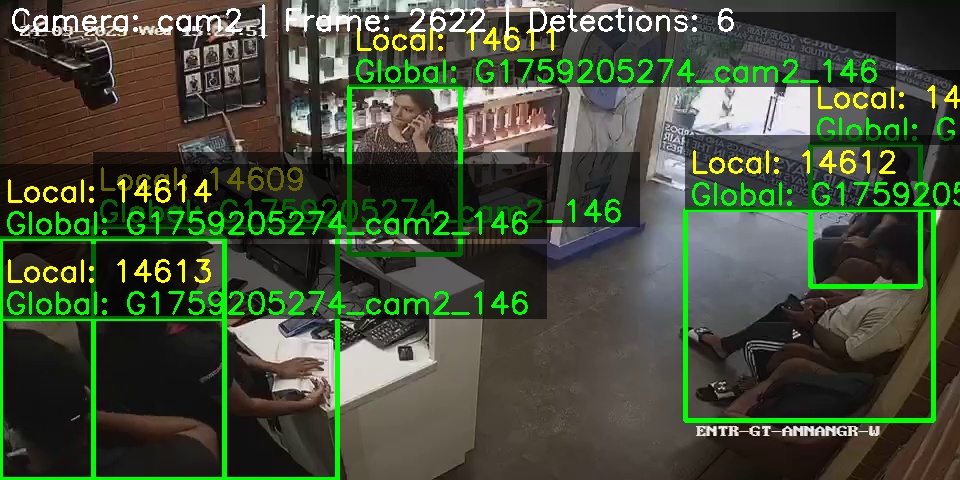 Camera: cam2 | Frame: 2622 | Detections: 6
Local: 14611
Global: G1759205274_cam2_146
Local: 14
Global: G
Local: 14612
Global: G175920
Local: 14609
Local: 14614
Global: G1759205274_cam2_146
Local: 14613
Global: G1759205274_cam2_146
ENTR-GT-ANNANGR-W